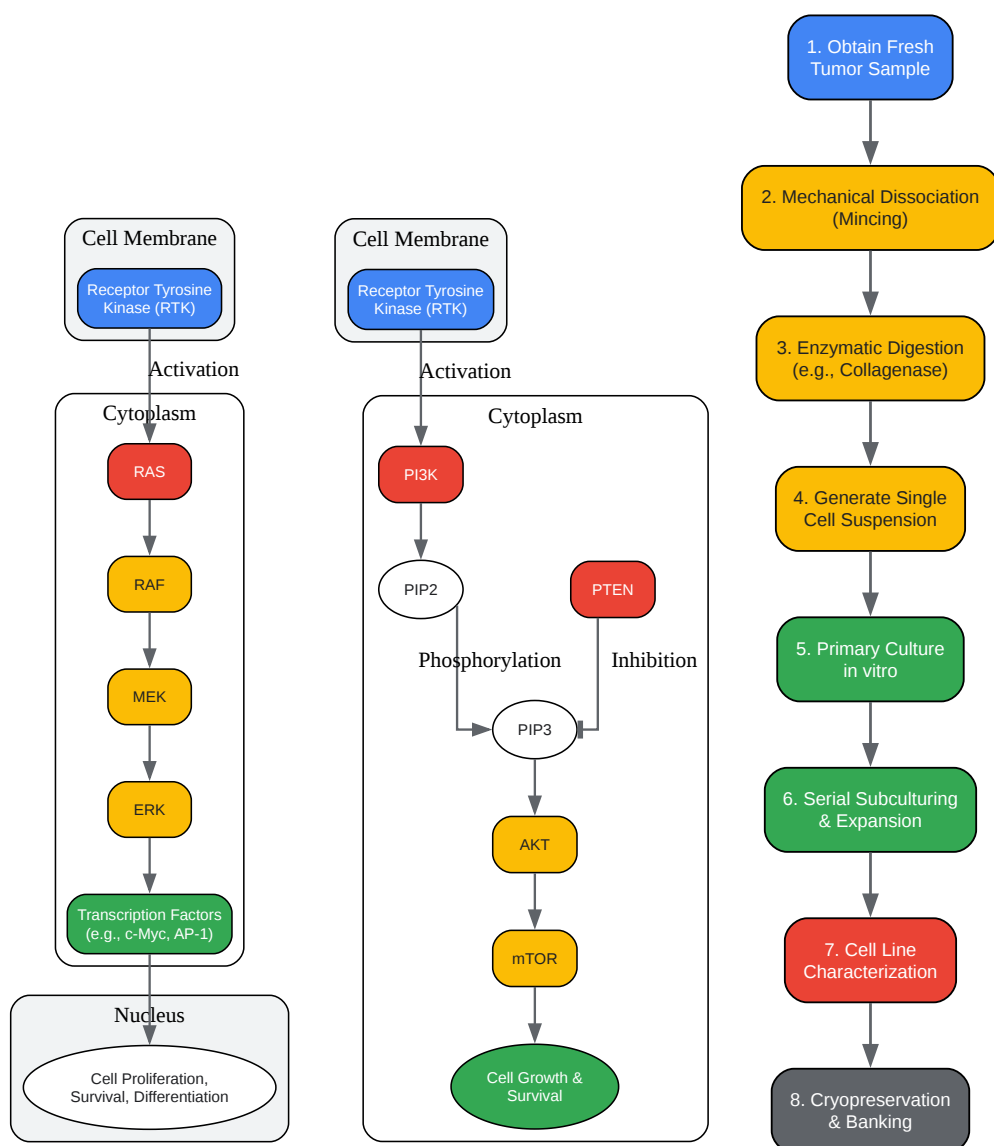 Cell Membrane
Receptor Tyrosine
Kinase (RTK)
Activation
Cytoplasm
RAS
RAF
MEK
ERK
Transcription Factors
(e.g., c-Myc, AP-1)
Nucleus
Cell Proliferation,
Survival, Differentiation
Cell Membrane
Receptor Tyrosine
Kinase (RTK)
Activation
Cytoplasm
PI3K
PIP2
PTEN
Phosphorylation
Inhibition
PIP3
AKT
mTOR
Cell Growth &
Survival
1. Obtain Fresh
Tumor Sample
2. Mechanical Dissociation
(Mincing)
3. Enzymatic Digestion
(e.g., Collagenase)
4. Generate Single
Cell Suspension
5. Primary Culture
in vitro
6. Serial Subculturing
& Expansion
7. Cell Line
Characterization
8. Cryopreservation
& Banking